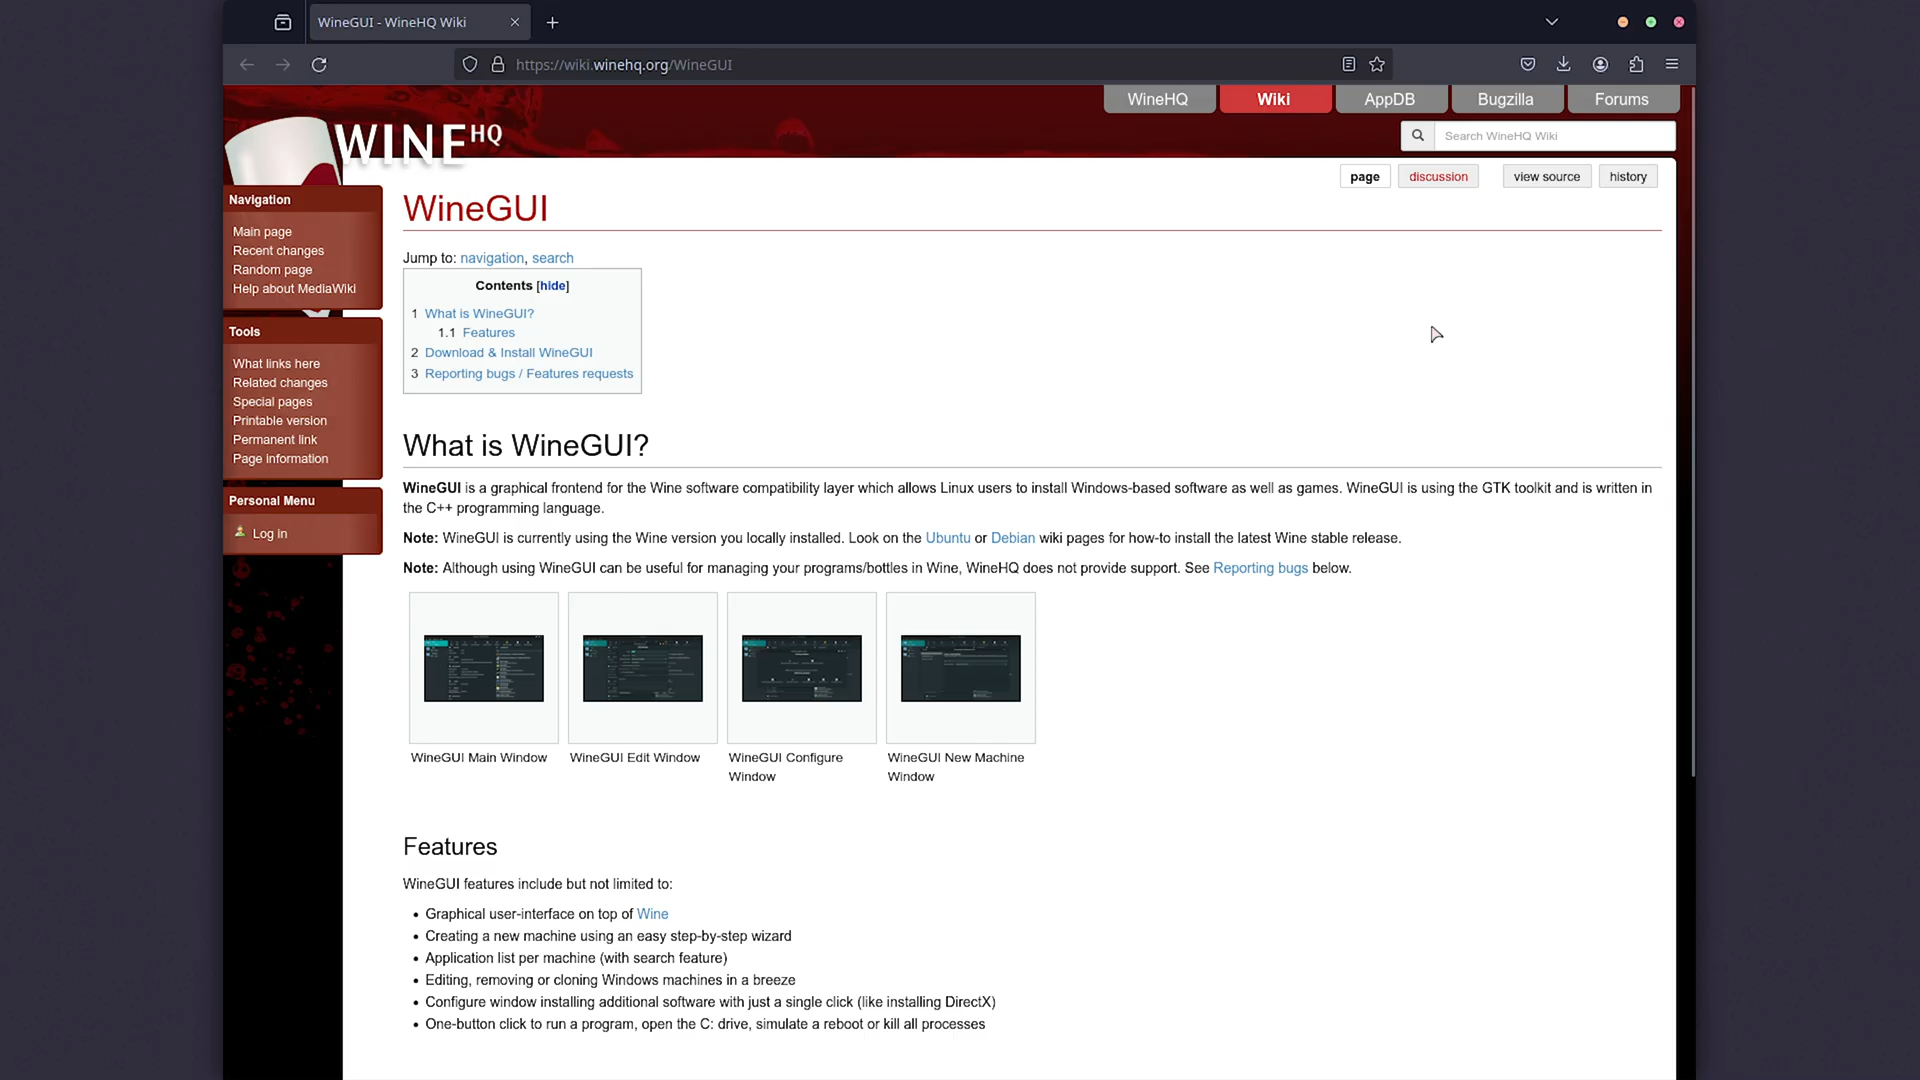 WineGUI - WineHQ Wiki
https://wiki.winehq.org/WineGUI
WineHQ
Wiki
AppDB
Bugzilla
Forums
WINE HQ
Search WineHQ Wiki
page
discussion
view source
history
Navigation
Main page
Recent changes
Random page
Help about MediaWiki
Tools
What links here
Related changes
Special pages
Printable version
Permanent link
Page information
Personal Menu
Log in
WineGUI
Jump to: navigation, search
Contents [hide]
1 What is WineGUI?
1.1 Features
2 Download & Install WineGUI
3 Reporting bugs / Features requests
What is WineGUI?
WineGUI is a graphical frontend for the Wine software compatibility layer which allows Linux users to install Windows-based software as well as games. WineGUI is using the GTK toolkit and is written in
the C++ programming language.
Note: WineGUI is currently using the Wine version you locally installed. Look on the Ubuntu or Debian wiki pages for how-to install the latest Wine stable release.
Note: Although using WineGUI can be useful for managing your programs/bottles in Wine, WineHQ does not provide support. See Reporting bugs below.
WineGUI Main Window
WineGUI Edit Window
WineGUI Configure
Window
WineGUI New Machine
Window
Features
WineGUI features include but not limited to:
• Graphical user-interface on top of Wine
• Creating a new machine using an easy step-by-step wizard
• Application list per machine (with search feature)
• Editing, removing or cloning Windows machines in a breeze
• Configure window installing additional software with just a single click (like installing DirectX)
• One-button click to run a program, open the C: drive, simulate a reboot or kill all processes